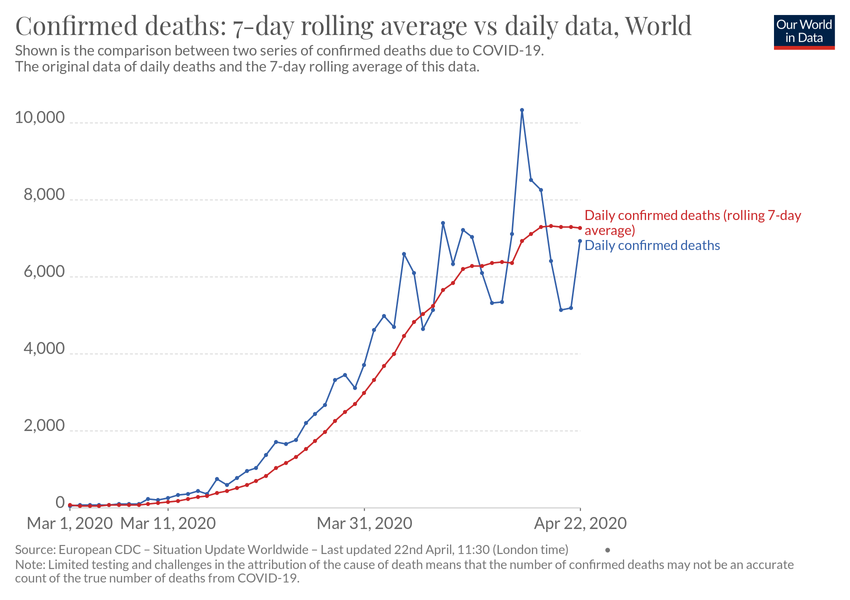 Confirmed deaths: 7-day rolling average vs daily data, World
Our World
in Data
Shown is the comparison between two series of confirmed deaths due to COVID-19.
The original data of daily deaths and the 7-day rolling average of this data.
10,000
8,000
6,000
4,000
2,000
0
Daily confirmed deaths (rolling 7-day
average)
Daily confirmed deaths
Mar 1, 2020 Mar 11, 2020 Mar 31, 2020 Apr 22, 2020
Source: European CDC – Situation Update Worldwide – Last updated 22nd April, 11:30 (London time) •
Note: Limited testing and challenges in the attribution of the cause of death means that the number of confirmed deaths may not be an accurate
count of the true number of deaths from COVID-19.